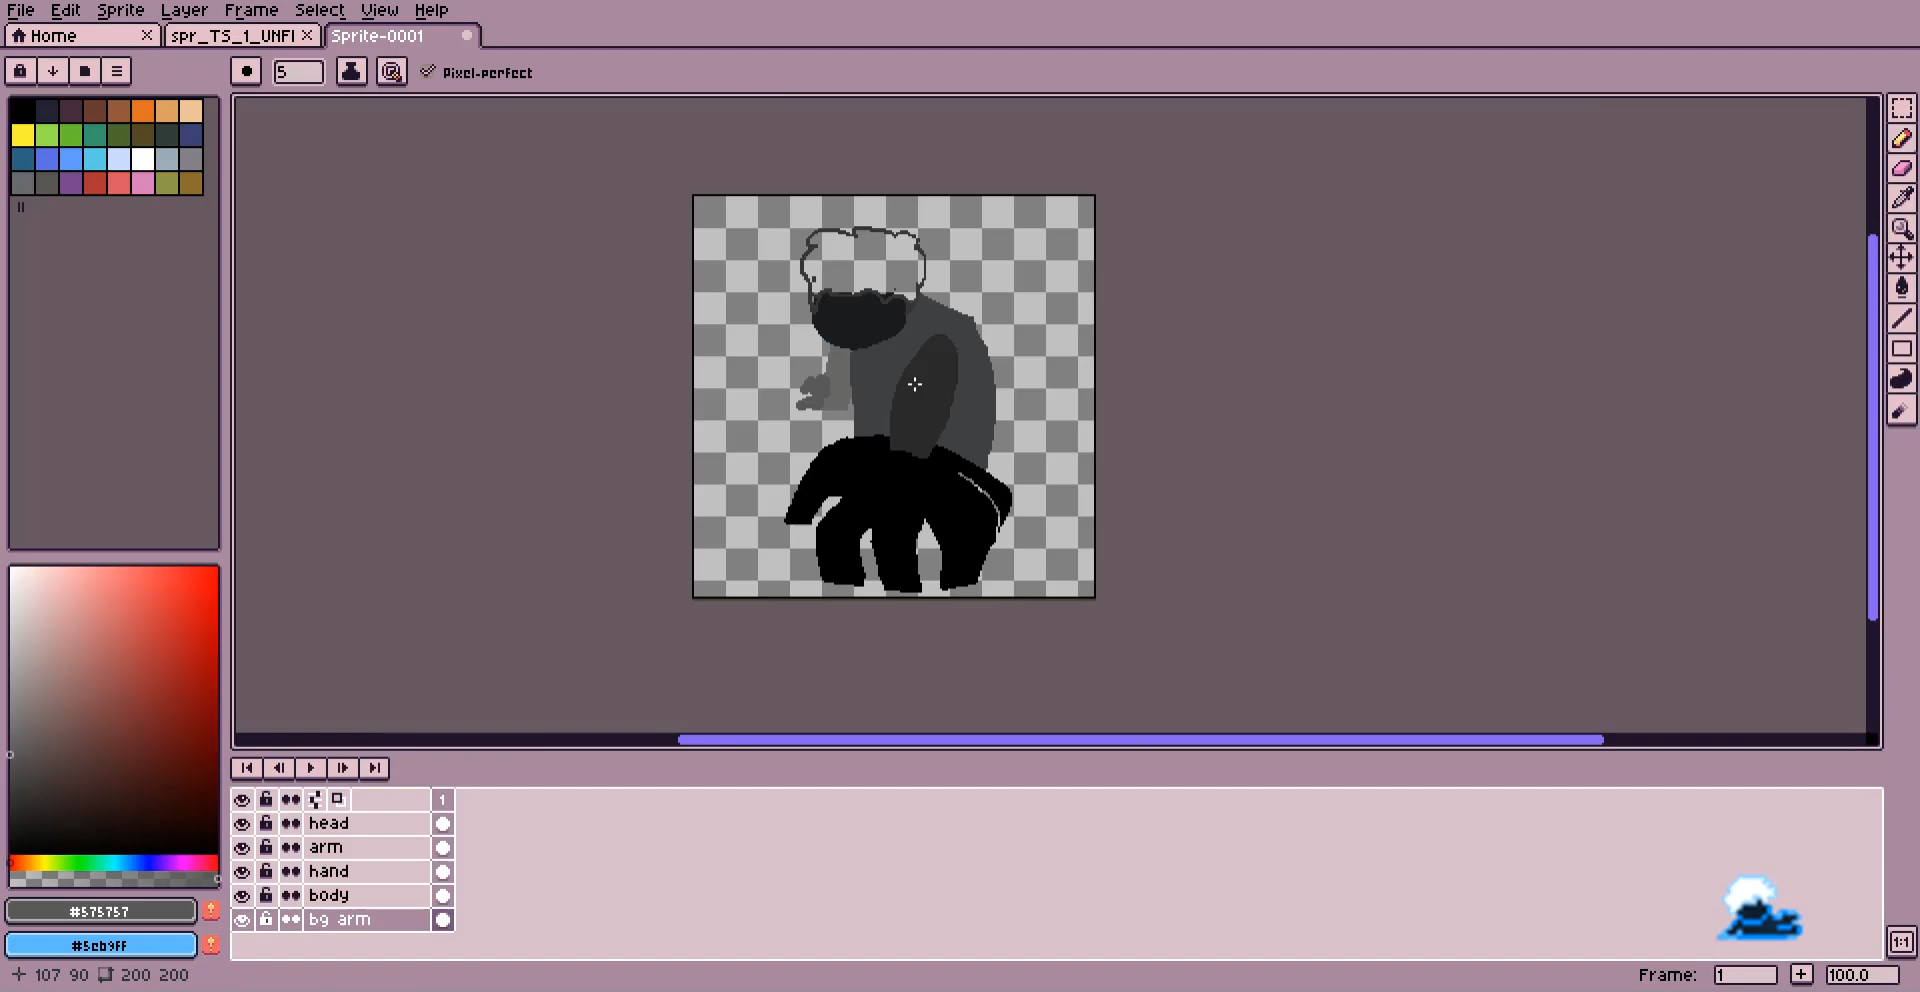 File Edit Sprite Layer Frame Select View Help
Home spr_TS_1_UNFI Sprite-0001
5 Pixel-perfect
1
head
arm
hand
body
bg arm
#575757
#5cb9ff
107 90 200 200
1:1
Frame: 1 + 100.0